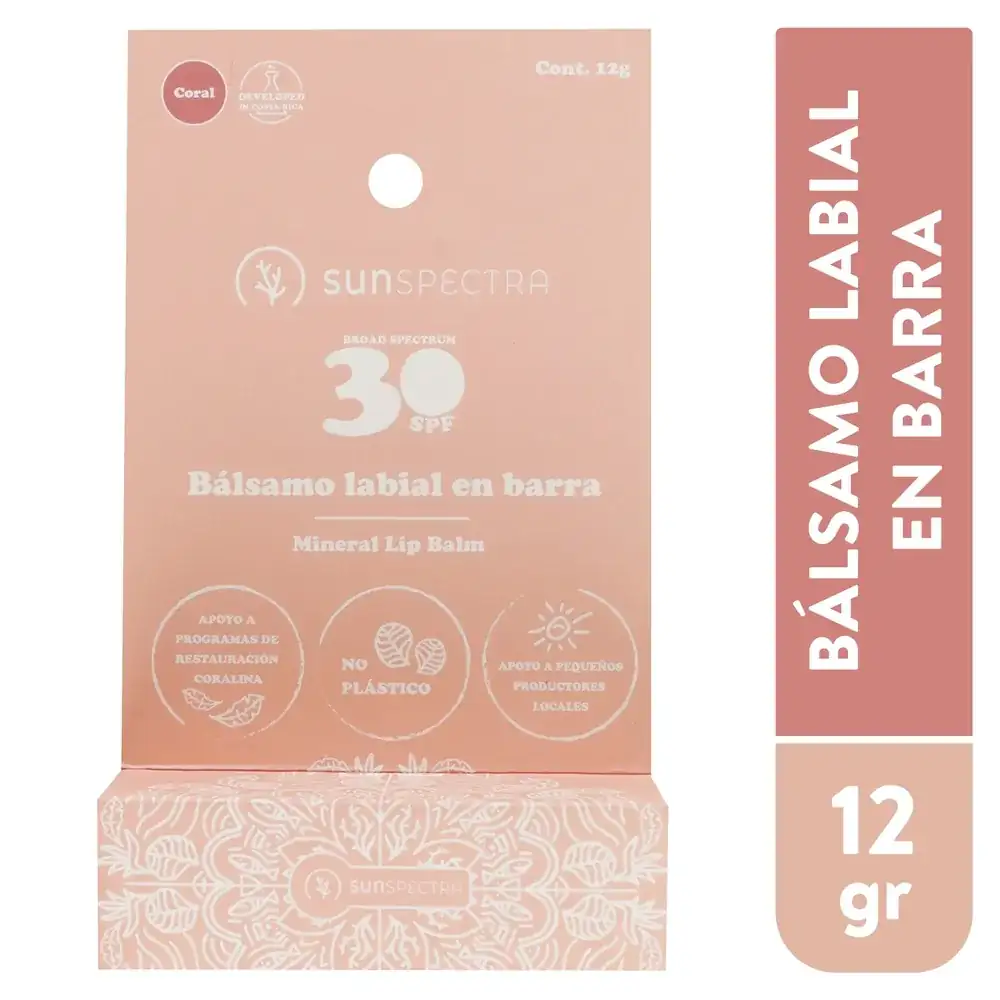 Coral
DEVELOPED
IN COSTA RICA
Cont. 12g
sunSPECTRA
BROAD SPECTRUM
30
SPF
Bálsamo labial en barra
Mineral Lip Balm
APOYO A
PROGRAMAS DE
RESTAURACIÓN
CORALINA
NO
PLÁSTICO
APOYO A PEQUEÑOS
PRODUCTORES
LOCALES
sunSPECTRA
BÁLSAMO LABIAL
EN BARRA
12
gr